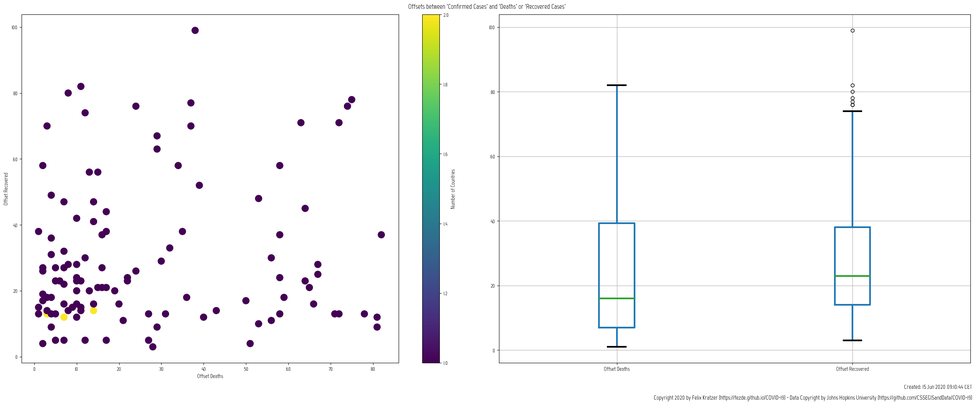 Offsets between 'Confirmed Cases' and 'Deaths' or 'Recovered Cases'
100
80
60
40
20
0
Offset Recovered
0 10 20 30 40 50 60 70 80
Offset Deaths
2.0
1.8
1.6
1.4
1.2
1.0
Number of Countries
100
80
60
40
20
0
Offset Deaths
Offset Recovered
Created: 15 Jun 2020 09:10:44 CET
Copyright 2020 by Felix Kratzer (https://fezde.github.io/COVID-19) - Data Copyright by Johns Hopkins University (https://github.com/CSSEGISandData/COVID-19)